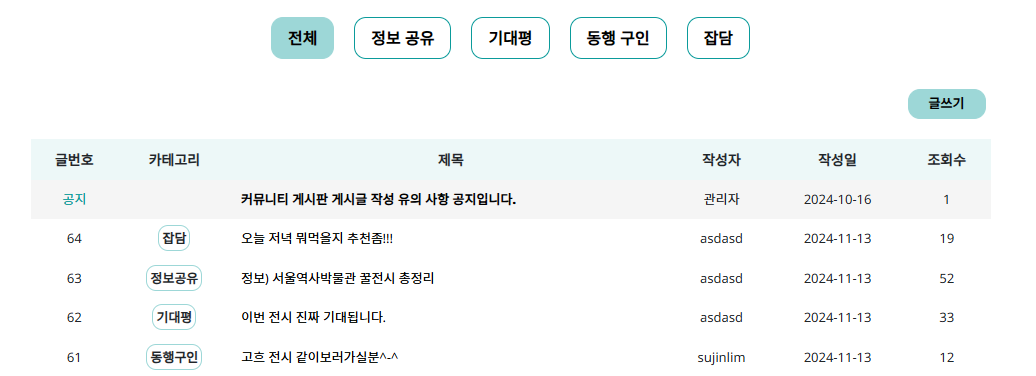 전체 정보 공유 기대평 동행 구인 잡담
글쓰기
글번호 카테고리 제목 작성자 작성일 조회수
공지 커뮤니티 게시판 게시글 작성 유의 사항 공지입니다. 관리자 2024-10-16 1
64 잡담 오늘 저녁 뭐먹을지 추천좀!!! asdasd 2024-11-13 19
63 정보공유 정보) 서울역사박물관 꿀전시 총정리 asdasd 2024-11-13 52
62 기대평 이번 전시 진짜 기대됩니다. asdasd 2024-11-13 33
61 동행구인 고흐 전시 같이보러가실분^-^ sujinlim 2024-11-13 12